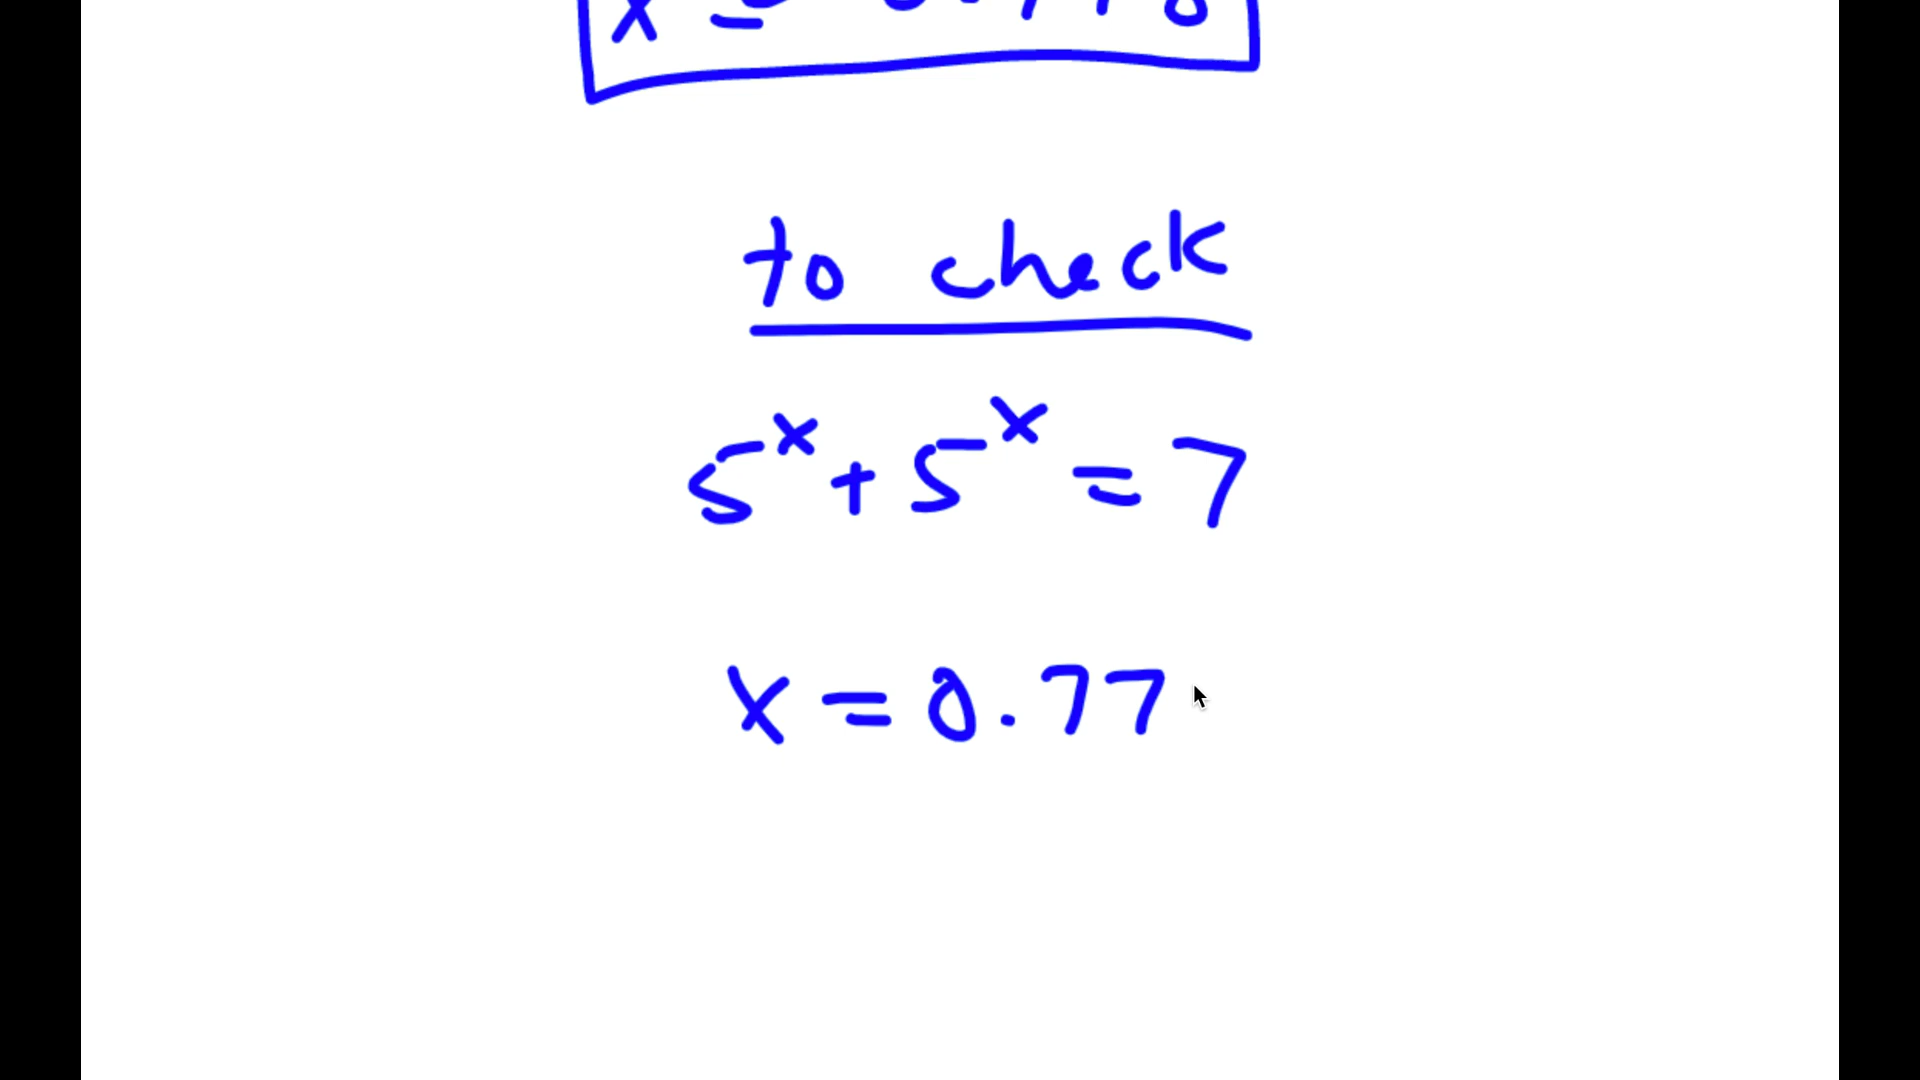 x =
to check
5^x + 5^x = 7
x = 0.77